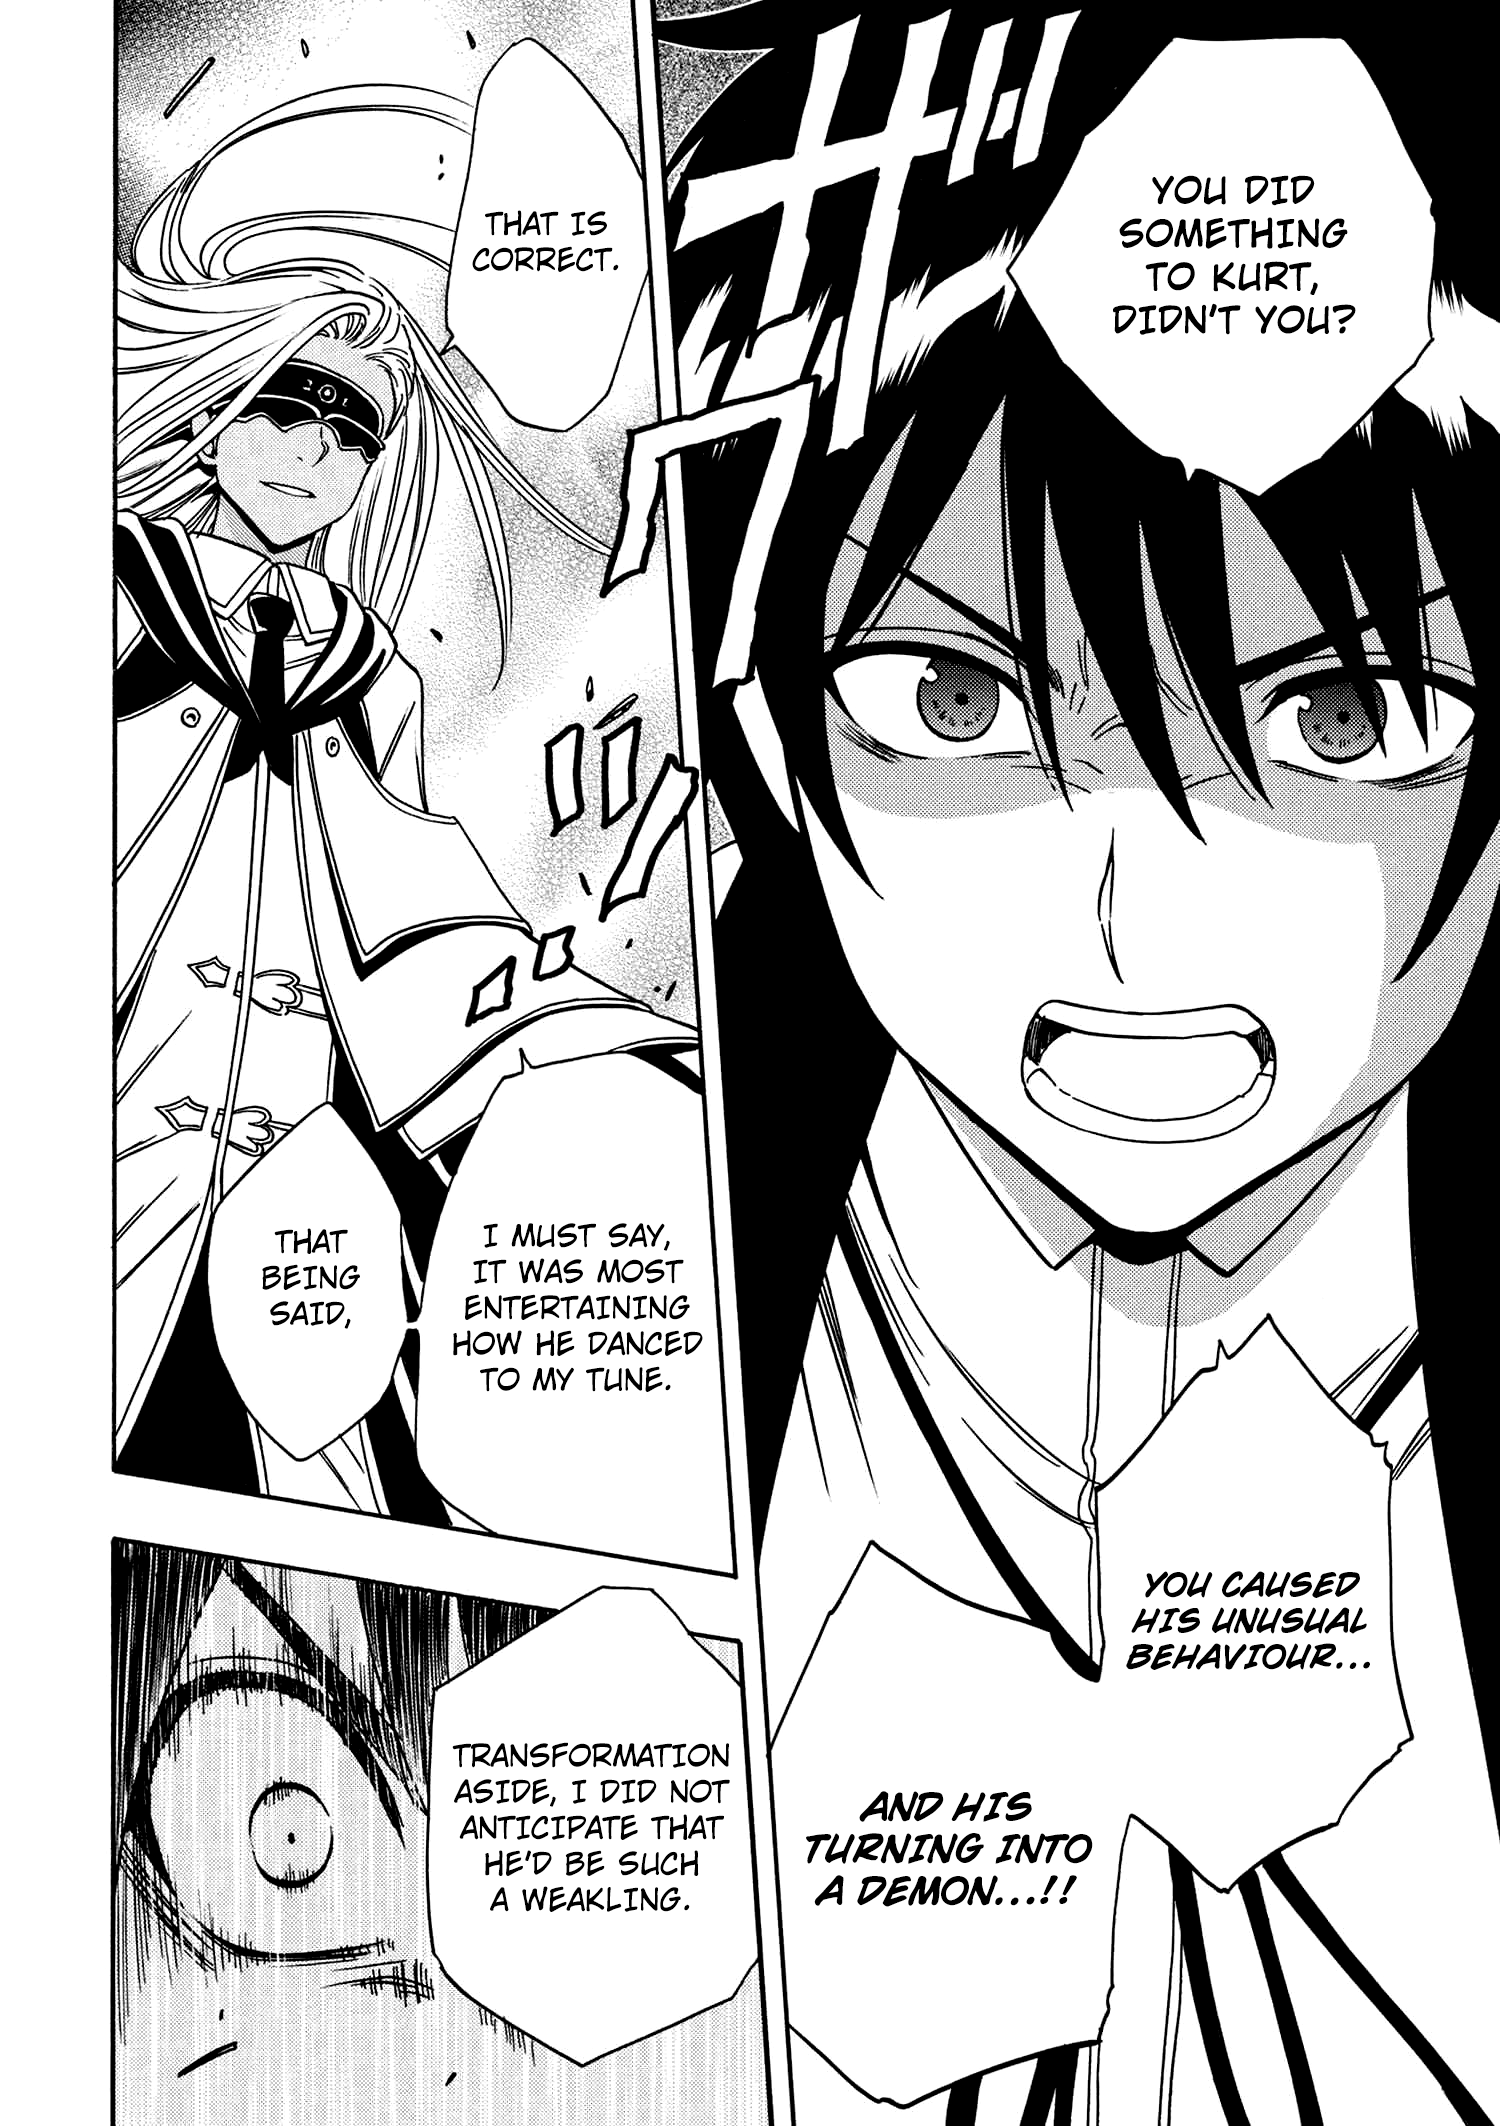 YOU DID
SOMETHING
TO KURT,
DIDN'T YOU?
YOU CAUSED
HIS UNUSUAL
BEHAVIOUR...
AND HIS
TURNING INTO
A DEMON...!!
THAT IS
CORRECT.
I MUST SAY,
IT WAS MOST
ENTERTAINING
HOW HE DANCED
TO MY TUNE.
THAT
BEING
SAID,
TRANSFORMATION
ASIDE, I DID NOT
ANTICIPATE THAT
HE'D BE SUCH
A WEAKLING.